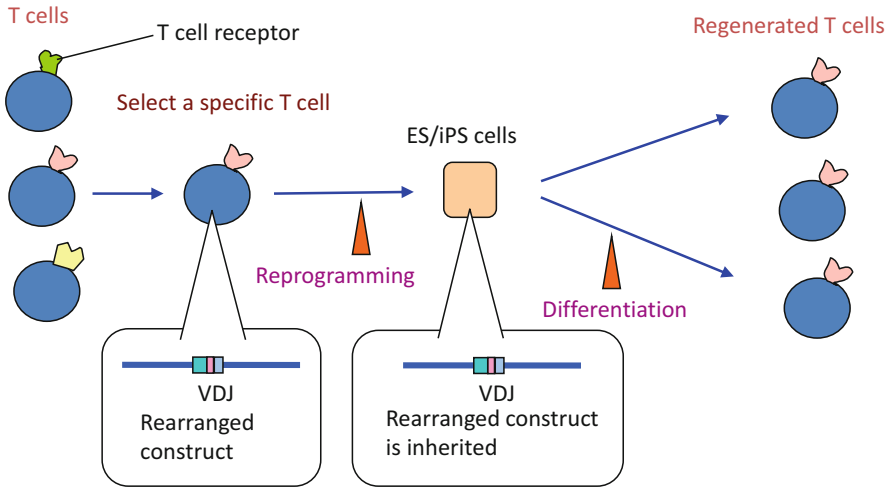 T cells
T cell receptor
Regenerated T cells
Select a specific T cell
ES/iPS cells
Reprogramming
Differentiation
VDJ
Rearranged
construct
VDJ
Rearranged construct
is inherited